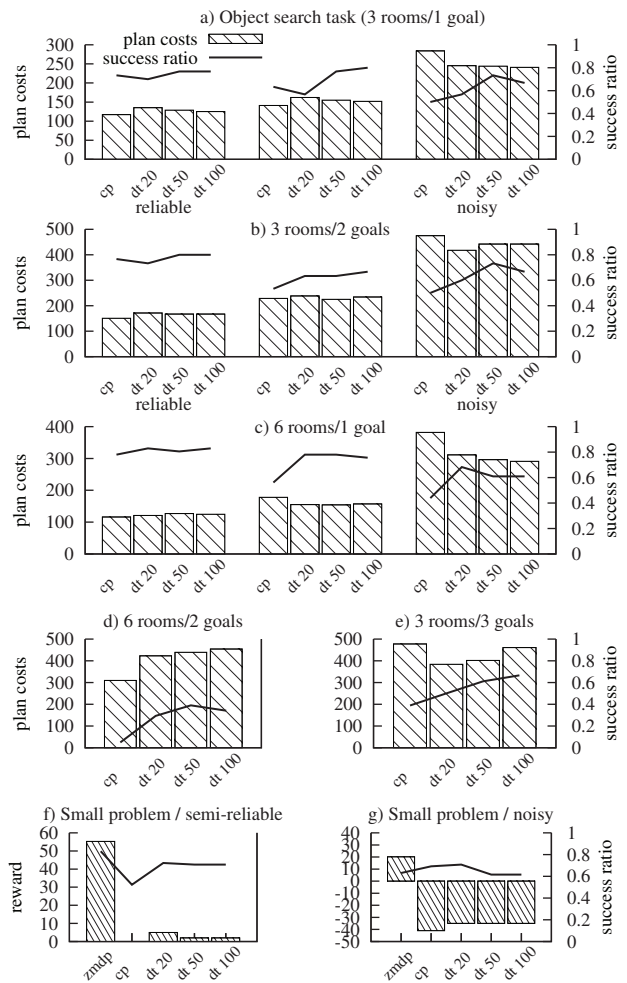 a) Object search task (3 rooms/1 goal)
plan costs
success ratio
300
250
200
150
100
50
0
plan costs
1
0.8
0.6
0.4
0.2
0
success ratio
cp dt 20 dt 50 dt 100 cp dt 20 dt 50 dt 100 cp dt 20 dt 50 dt 100
reliable noisy
b) 3 rooms/2 goals
500
400
300
200
100
0
plan costs
1
0.8
0.6
0.4
0.2
0
success ratio
cp dt 20 dt 50 dt 100 cp dt 20 dt 50 dt 100 cp dt 20 dt 50 dt 100
reliable noisy
c) 6 rooms/1 goal
400
300
200
100
0
plan costs
1
0.8
0.6
0.4
0.2
0
success ratio
cp dt 20 dt 50 dt 100 cp dt 20 dt 50 dt 100 cp dt 20 dt 50 dt 100
d) 6 rooms/2 goals
500
400
300
200
100
0
plan costs
cp dt 20 dt 50 dt 100
e) 3 rooms/3 goals
500
400
300
200
100
0
1
0.8
0.6
0.4
0.2
0
success ratio
cp dt 20 dt 50 dt 100
f) Small problem / semi-reliable
60
50
40
30
20
10
0
reward
zmdp cp dt 20 dt 50 dt 100
g) Small problem / noisy
40
30
20
10
-0
-10
-20
-30
-40
-50
1
0.8
0.6
0.4
0.2
0
success ratio
zmdp cp dt 20 dt 50 dt 100